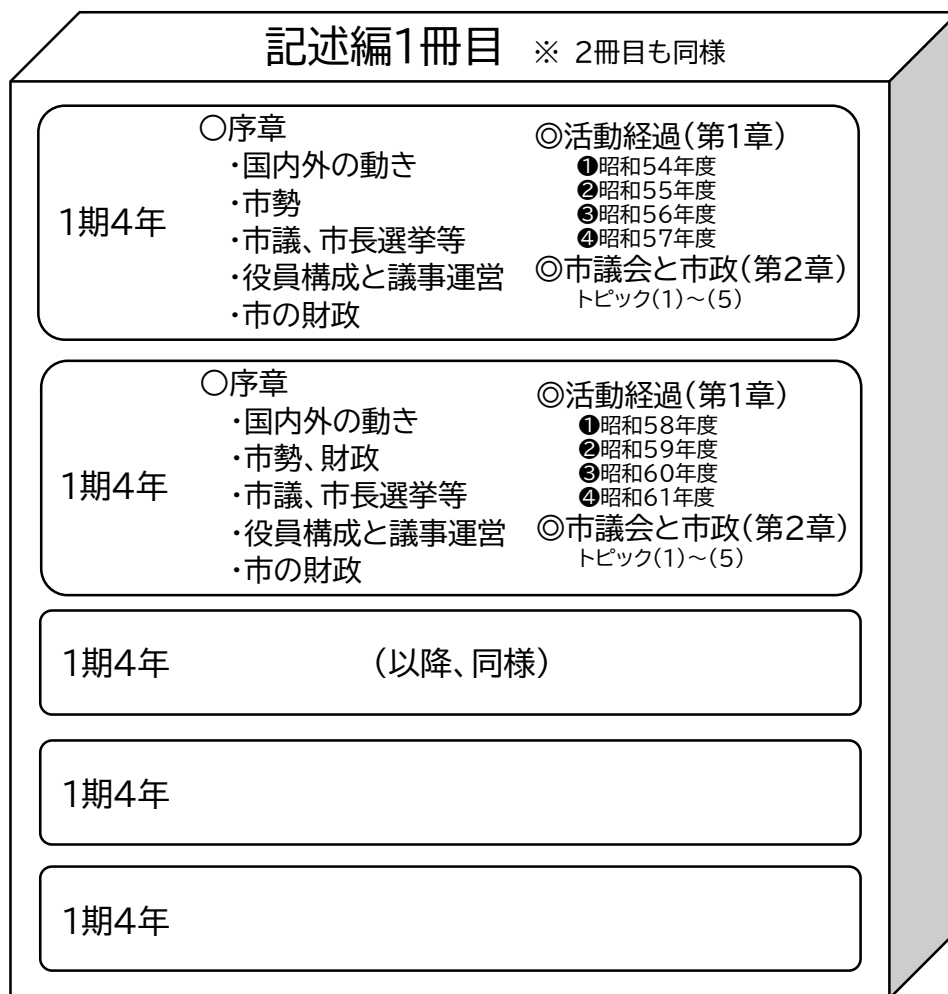 記述編1冊目 ※ 2冊目も同様
1期4年
○序章
・国内外の動き
・市勢
・市議、市長選挙等
・役員構成と議事運営
・市の財政
◎活動経過(第1章)
❶昭和54年度
❷昭和55年度
❸昭和56年度
❹昭和57年度
◎市議会と市政(第2章)
トピック(1)~(5)
1期4年
○序章
・国内外の動き
・市勢、財政
・市議、市長選挙等
・役員構成と議事運営
・市の財政
◎活動経過(第1章)
❶昭和58年度
❷昭和59年度
❸昭和60年度
❹昭和61年度
◎市議会と市政(第2章)
トピック(1)~(5)
1期4年 (以降、同様)
1期4年
1期4年